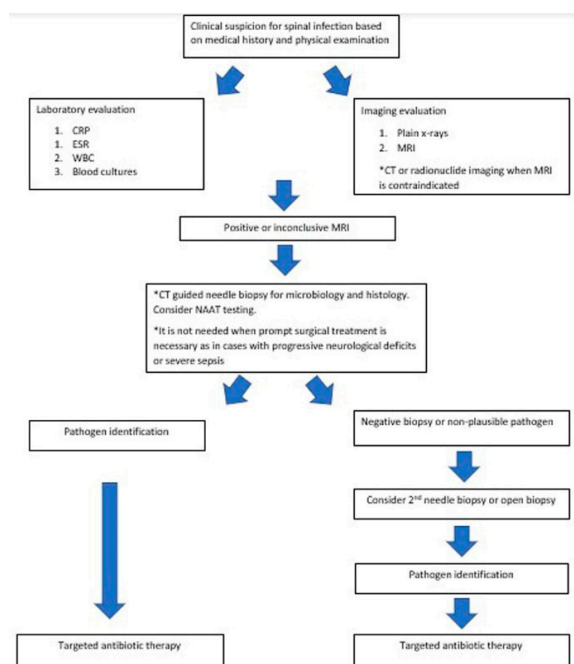 Clinical suspicion for spinal infection based
on medical history and physical examination
Laboratory evaluation
1. CRP
1. ESR
2. WBC
3. Blood cultures
Imaging evaluation
1. Plain x-rays
2. MRI
*CT or radionuclide imaging when MRI
is contraindicated
Positive or inconclusive MRI
*CT guided needle biopsy for microbiology and histology.
Consider NAAT testing.
*It is not needed when prompt surgical treatment is
necessary as in cases with progressive neurological deficits
or severe sepsis
Pathogen identification
Negative biopsy or non-plausible pathogen
Consider 2nd needle biopsy or open biopsy
Pathogen identification
Targeted antibiotic therapy
Targeted antibiotic therapy